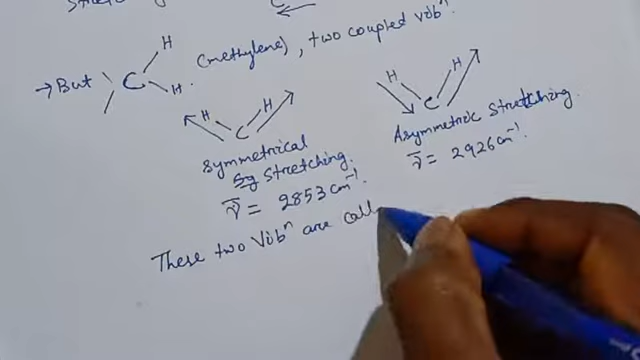 → But C H H (methylene), two coupled vibⁿ.
H C H
H C H
Symmetrical Stretching.
ν̄ = 2853 cm⁻¹.
Asymmetric Stretching.
ν̄ = 2926 cm⁻¹.
These two Vibⁿ are call